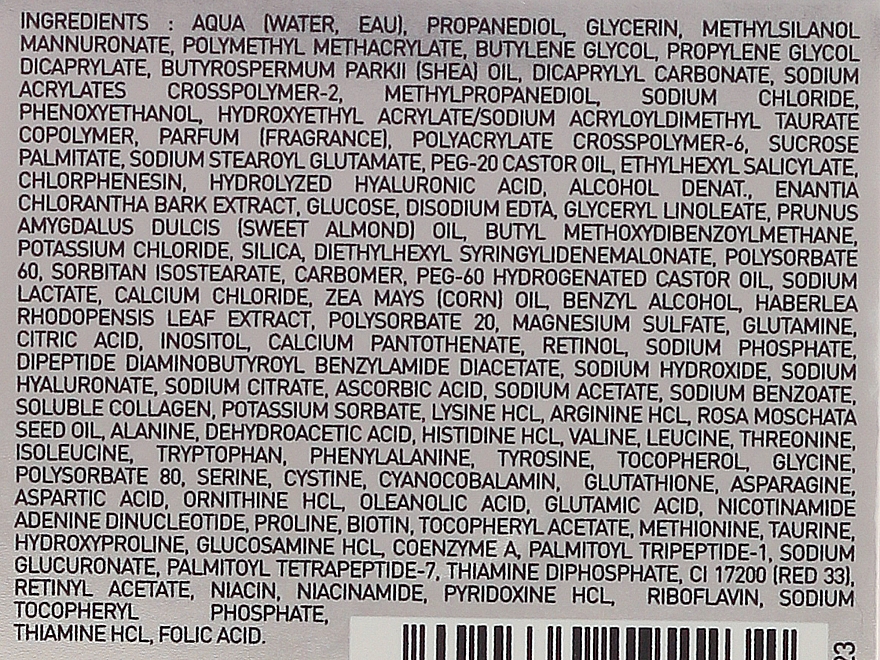 INGREDIENTS : AQUA (WATER, EAU), PROPANEDIOL, GLYCERIN, METHYLSILANOL
MANNURONATE, POLYMETHYL METHACRYLATE, BUTYLENE GLYCOL, PROPYLENE GLYCOL
DICAPRYLATE, BUTYROSPERMUM PARKII (SHEA) OIL, DICAPRYLYL CARBONATE, SODIUM
ACRYLATES CROSSPOLYMER-2, METHYLPROPANEDIOL, SODIUM CHLORIDE,
PHENOXYETHANOL, HYDROXYETHYL ACRYLATE/SODIUM ACRYLOYLDIMETHYL TAURATE
COPOLYMER, PARFUM (FRAGRANCE), POLYACRYLATE CROSSPOLYMER-6, SUCROSE
PALMITATE, SODIUM STEAROYL GLUTAMATE, PEG-20 CASTOR OIL, ETHYLHEXYL SALICYLATE,
CHLORPHENESIN, HYDROLYZED HYALURONIC ACID, ALCOHOL DENAT., ENANTIA
CHLORANTHA BARK EXTRACT, GLUCOSE, DISODIUM EDTA, GLYCERYL LINOLEATE, PRUNUS
AMYGDALUS DULCIS (SWEET ALMOND) OIL, BUTYL METHOXYDIBENZOYLMETHANE,
POTASSIUM CHLORIDE, SILICA, DIETHYLHEXYL SYRINGYLIDENEMALONATE, POLYSORBATE
60, SORBITAN ISOSTEARATE, CARBOMER, PEG-60 HYDROGENATED CASTOR OIL, SODIUM
LACTATE, CALCIUM CHLORIDE, ZEA MAYS (CORN) OIL, BENZYL ALCOHOL, HABERLEA
RHODOPENSIS LEAF EXTRACT, POLYSORBATE 20, MAGNESIUM SULFATE, GLUTAMINE,
CITRIC ACID, INOSITOL, CALCIUM PANTOTHENATE, RETINOL, SODIUM PHOSPHATE,
DIPEPTIDE DIAMINOBUTYROYL BENZYLAMIDE DIACETATE, SODIUM HYDROXIDE, SODIUM
HYALURONATE, SODIUM CITRATE, ASCORBIC ACID, SODIUM ACETATE, SODIUM BENZOATE,
SOLUBLE COLLAGEN, POTASSIUM SORBATE, LYSINE HCL, ARGININE HCL, ROSA MOSCHATA
SEED OIL, ALANINE, DEHYDROACETIC ACID, HISTIDINE HCL, VALINE, LEUCINE, THREONINE,
ISOLEUCINE, TRYPTOPHAN, PHENYLALANINE, TYROSINE, TOCOPHEROL, GLYCINE,
POLYSORBATE 80, SERINE, CYSTINE, CYANOCOBALAMIN, GLUTATHIONE, ASPARAGINE,
ASPARTIC ACID, ORNITHINE HCL, OLEANOLIC ACID, GLUTAMIC ACID, NICOTINAMIDE
ADENINE DINUCLEOTIDE, PROLINE, BIOTIN, TOCOPHERYL ACETATE, METHIONINE, TAURINE,
HYDROXYPROLINE, GLUCOSAMINE HCL, COENZYME A, PALMITOYL TRIPEPTIDE-1, SODIUM
GLUCURONATE, PALMITOYL TETRAPEPTIDE-7, THIAMINE DIPHOSPHATE, CI 17200 (RED 33),
RETINYL ACETATE, NIACIN, NIACINAMIDE, PYRIDOXINE HCL, RIBOFLAVIN, SODIUM
TOCOPHERYL PHOSPHATE,
THIAMINE HCL, FOLIC ACID.
23